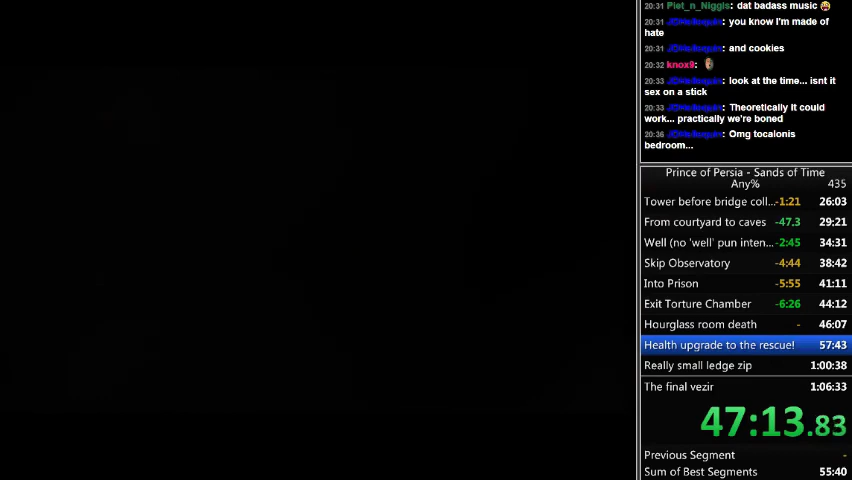 20:31 Piet_n_Niggls: dat badass music
20:31 you know I'm made of
hate
20:31 and cookies
20:32 knox9:
20:33 look at the time... isnt it
sex on a stick
20:33 Theoretically it could
work... practically we're boned
20:36 Omg tocalonis
bedroom...
Prince of Persia - Sands of Time
Any% 435
Tower before bridge coll... -1:21 26:03
From courtyard to caves -47.3 29:21
Well (no 'well' pun inten... -2:45 34:31
Skip Observatory -4:44 38:42
Into Prison -5:55 41:11
Exit Torture Chamber -6:26 44:12
Hourglass room death - 46:07
Health upgrade to the rescue! 57:43
Really small ledge zip 1:00:38
The final vezir 1:06:33
47:13.83
Previous Segment -
Sum of Best Segments 55:40